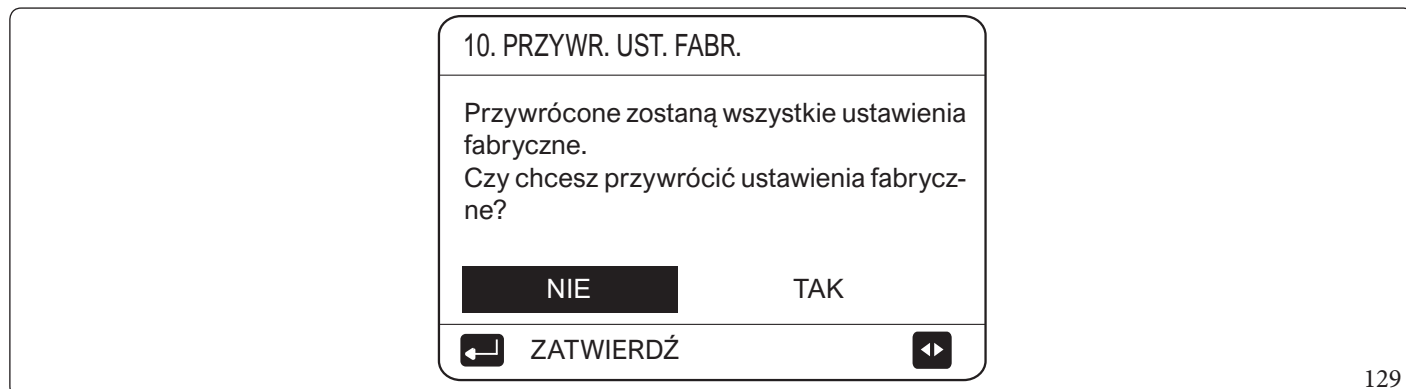 10. PRZYWR. UST. FABR.
Przywrócone zostaną wszystkie ustawienia
fabryczne.
Czy chcesz przywrócić ustawienia fabrycz-
ne?
NIE TAK
ZATWIERDŹ
129